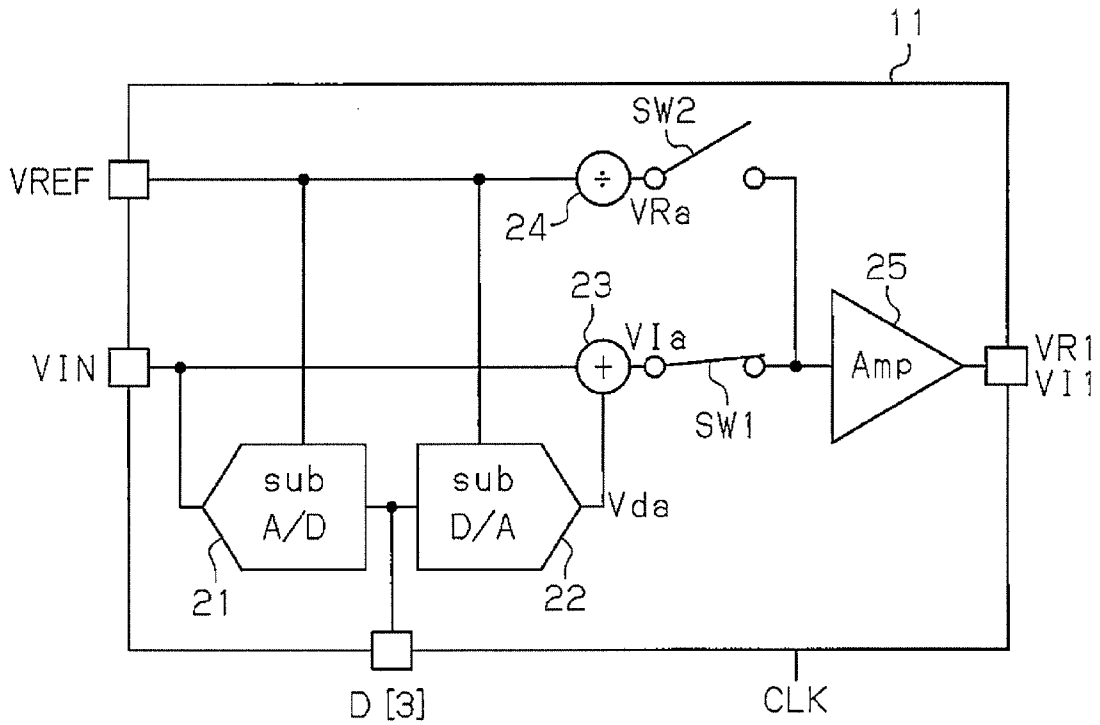 11
SW2
VREF
÷
24
VRa
23
25
VIa
VIN
+
Amp
VR1
VI1
SW1
sub
A/D
sub
D/A
Vda
21
22
D [3]
CLK